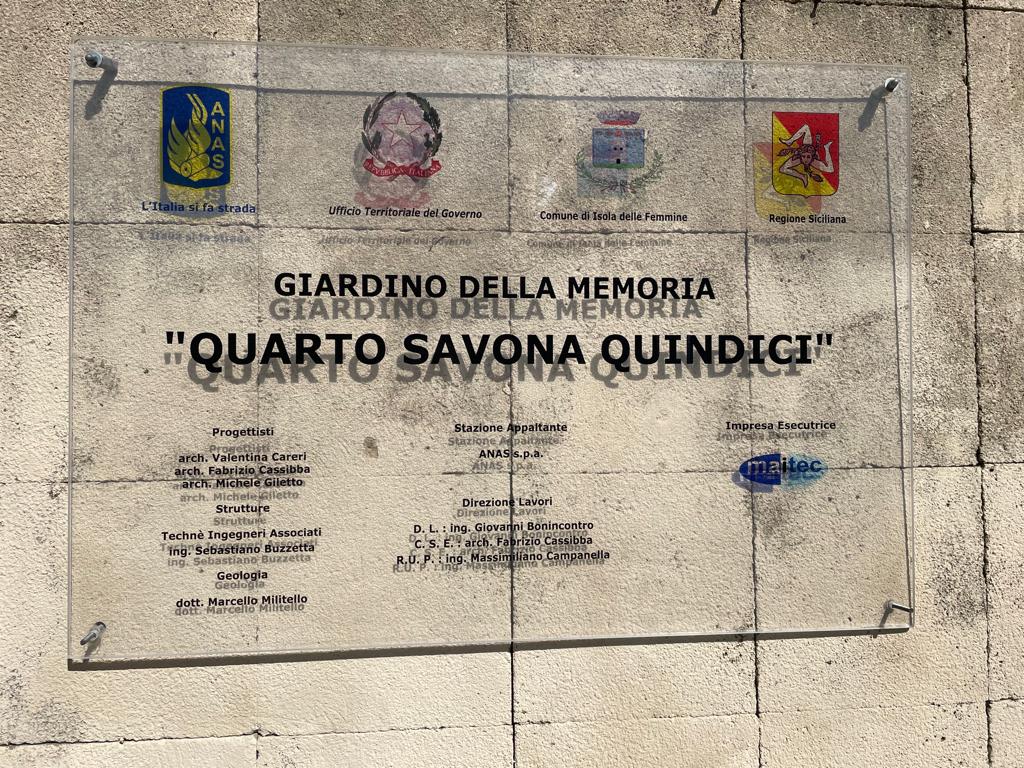 ANAS
L'Italia si fa strada
REPVBBLICA ITALIANA
Ufficio Territoriale del Governo
Comune di Isola delle Femmine
Regione Siciliana
GIARDINO DELLA MEMORIA
"QUARTO SAVONA QUINDICI"
Progettisti
arch. Valentina Careri
arch. Fabrizio Cassibba
arch. Michele Giletto
Strutture
Technè Ingegneri Associati
ing. Sebastiano Buzzetta
Geologia
dott. Marcello Militello
Stazione Appaltante
ANAS s.p.a.
Direzione Lavori
D. L. : ing. Giovanni Bonincontro
C. S. E. : arch. Fabrizio Cassibba
R.U. P. : ing. Massimiliano Campanella
Impresa Esecutrice
maitec